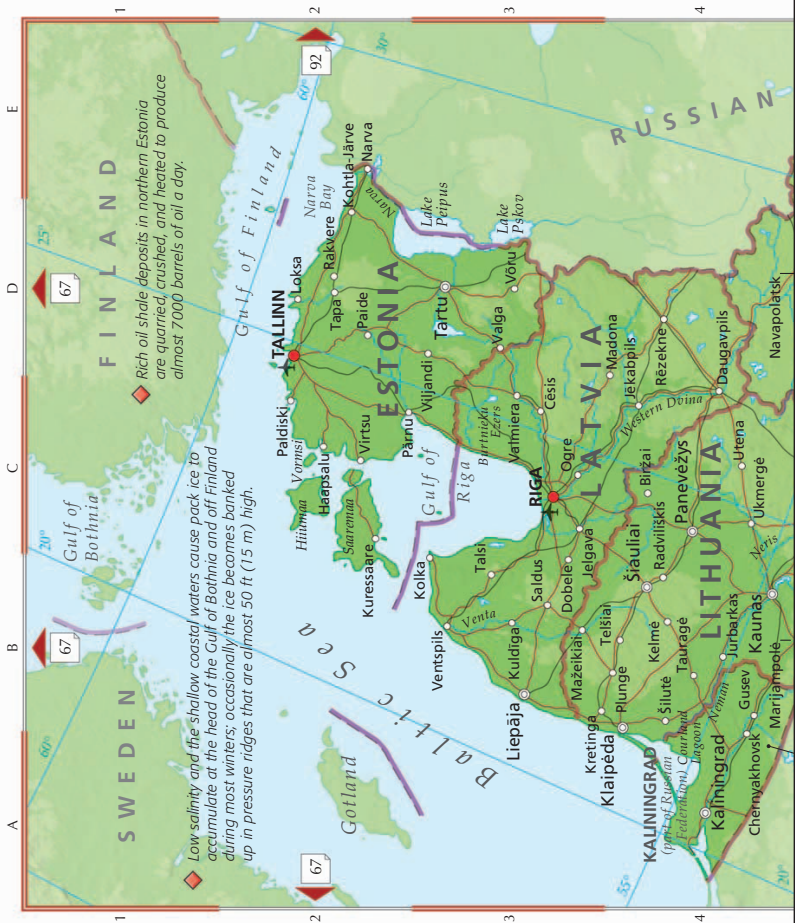 A
B
C
D
E
1
1
2
2
3
3
4
4
67
67
67
92
20°
25°
30°
60°
60°
55°
20°
SWEDEN
FINLAND
Gulf of
Bothnia
Rich oil shale deposits in northern Estonia
are quarried, crushed, and heated to produce
almost 7000 barrels of oil a day.
Low salinity and the shallow coastal waters cause pack ice to
accumulate at the head of the Gulf of Bothnia and off Finland
during most winters; occasionally the ice becomes banked
up in pressure ridges that are almost 50 ft (15 m) high.
Gulf of Finland
Baltic Sea
Gotland
TALLINN
Paldiski
Loksa
Narva
Bay
Kohtla-Järve
Narva
Narva
Rakvere
Tapa
Paide
Vormsi
Hiiumaa
Haapsalu
Virtsu
Saaremaa
Kuressaare
ESTONIA
Pärnu
Viljandi
Tartu
Lake
Peipus
Lake
Pskov
Võru
Valga
RUSSIAN
Gulf of
Riga
Kolka
Burtnieku
Ezers
Valmiera
Cēsis
Ventspils
Venta
Talsi
RIGA
Ogre
LATVIA
Madona
Kuldīga
Saldus
Dobele
Jelgava
Jēkabpils
Rēzekne
Western Dvina
Daugavpils
Liepāja
Mažeikiai
Kretinga
Plungė
Telšiai
Šiauliai
Radviliškis
Biržai
Panevėžys
Klaipėda
Šilutė
Kelmė
Tauragė
LITHUANIA
Utena
Ukmergė
Neris
Navapolatsk
Courland
Lagoon
Neman
Jurbarkas
Kaunas
KALININGRAD
(part of Russian
Federation)
Kaliningrad
Gusev
Chernyakhovsk
Marijampolė